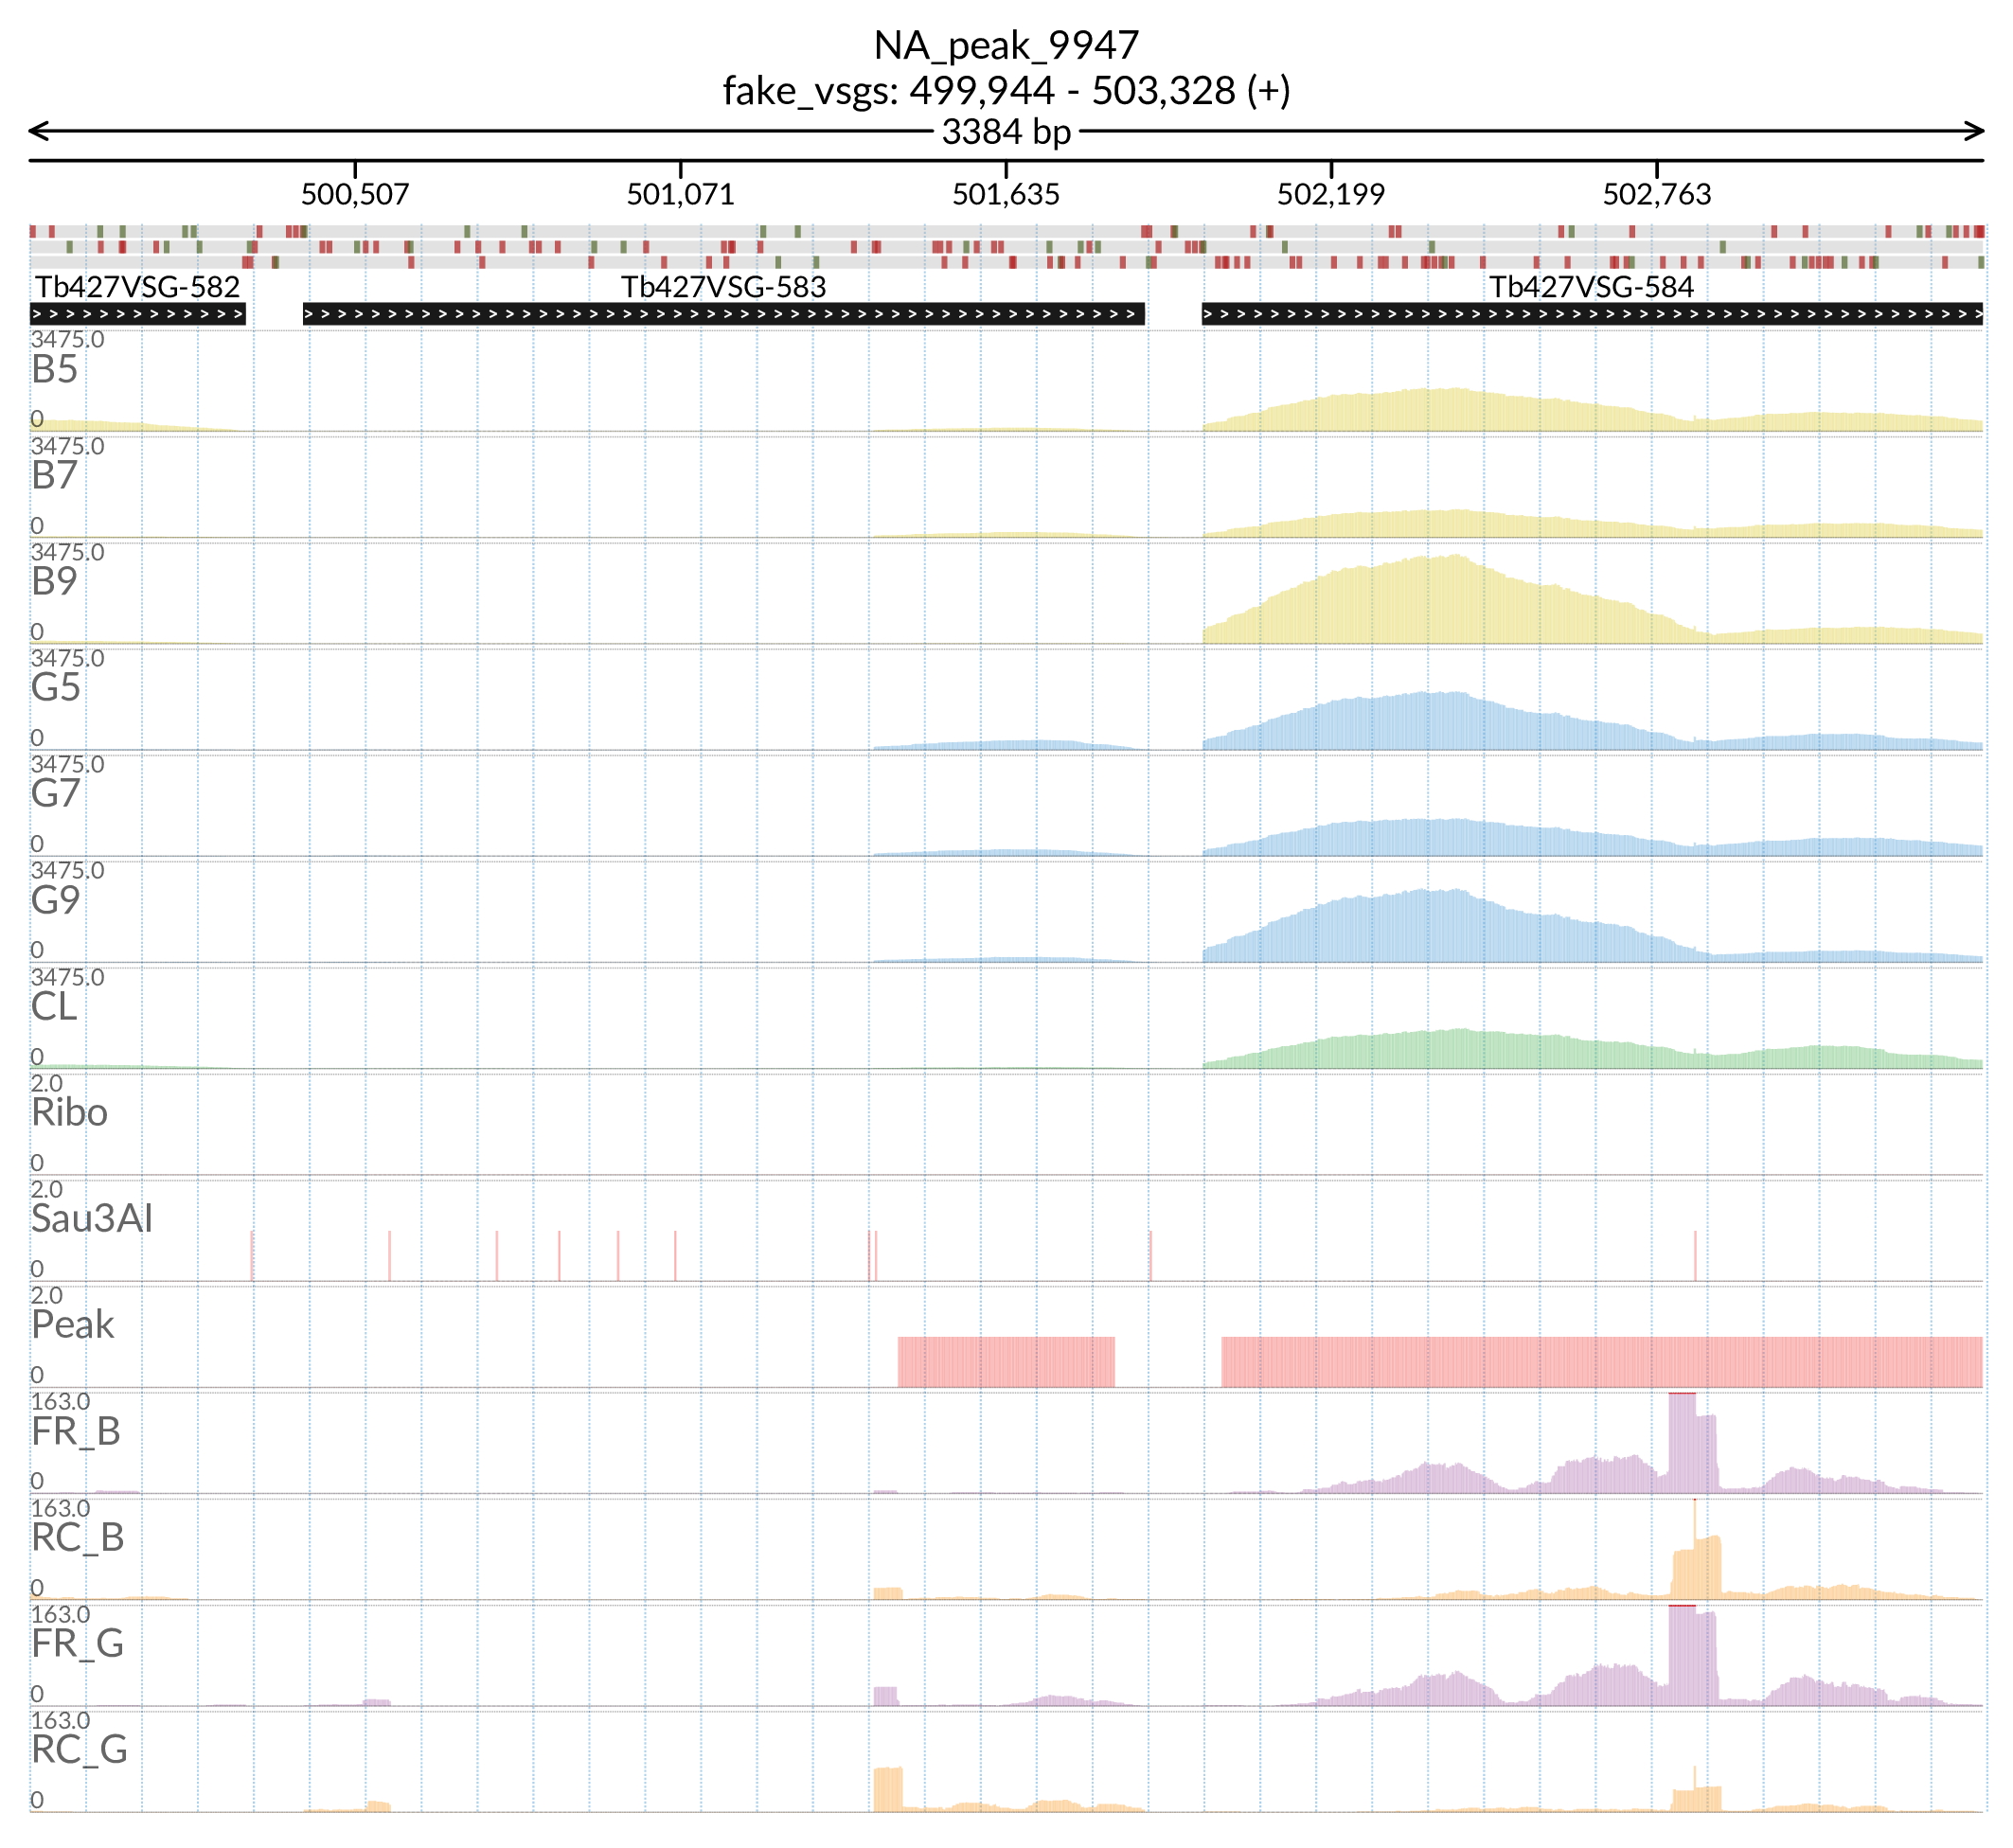 NA_peak_9947
fake_vsgs: 499,944 - 503,328 (+)
3384 bp
500,507 501,071 501,635 502,199 502,763
Tb427VSG-582 Tb427VSG-583 Tb427VSG-584
3475.0
B5
0
3475.0
B7
0
3475.0
B9
0
3475.0
G5
0
3475.0
G7
0
3475.0
G9
0
3475.0
CL
0
2.0
Ribo
0
2.0
Sau3AI
0
2.0
Peak
0
163.0
FR_B
0
163.0
RC_B
0
163.0
FR_G
0
163.0
RC_G
0